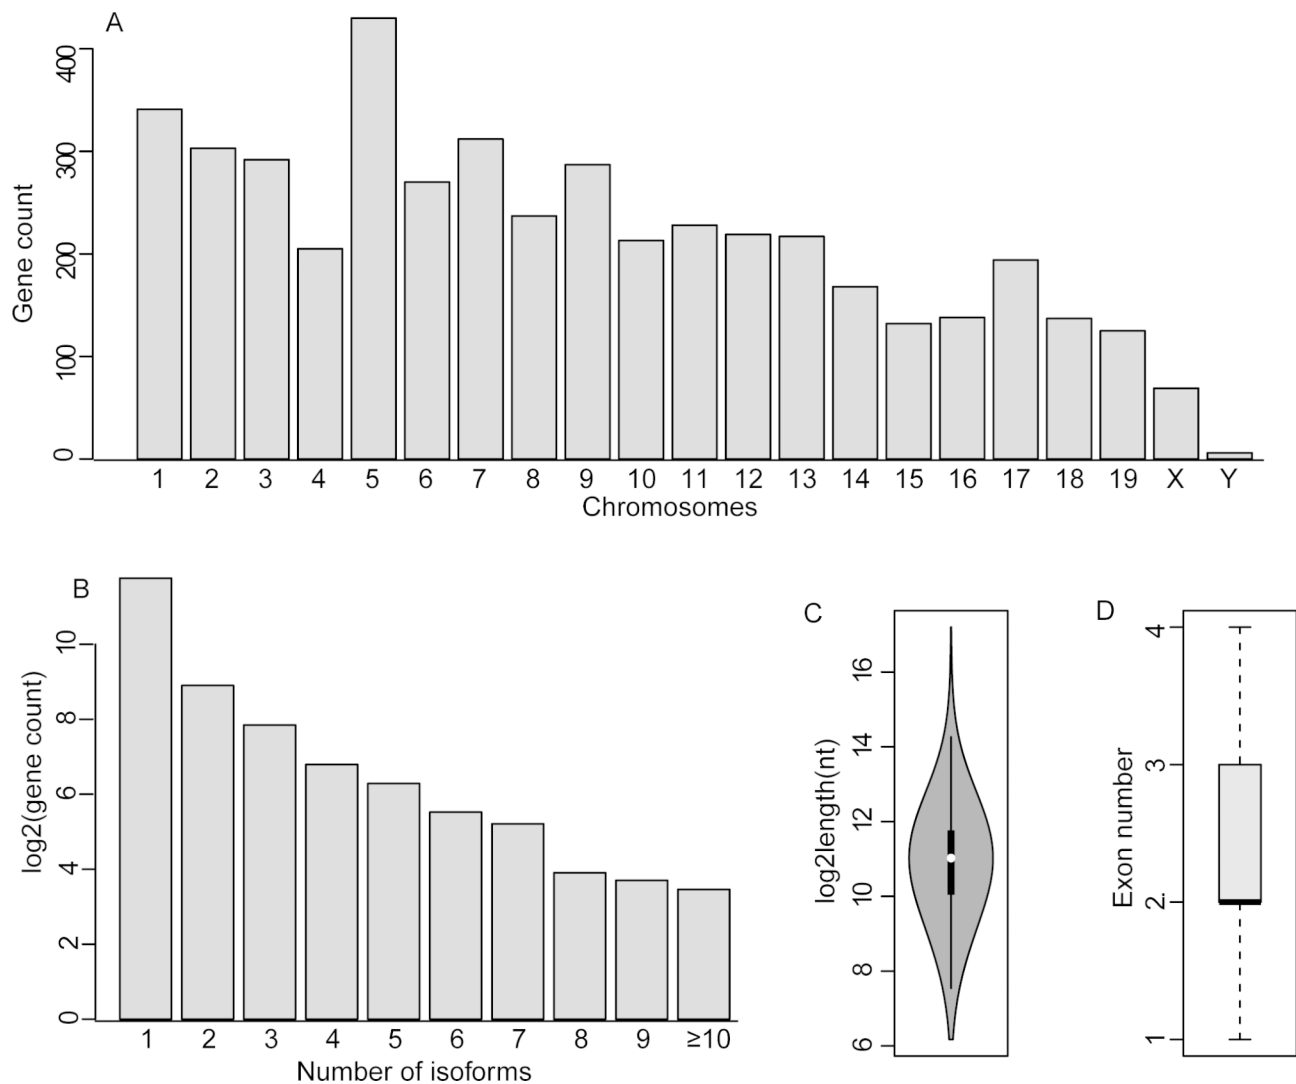 A
Gene count
400
300
200
100
0
1 2 3 4 5 6 7 8 9 10 11 12 13 14 15 16 17 18 19 X Y
Chromosomes
B
log2(gene count)
10
8
6
4
2
0
1 2 3 4 5 6 7 8 9 ≥10
Number of isoforms
C
log2length(nt)
16
14
12
10
8
6
D
Exon number
4
3
2
1